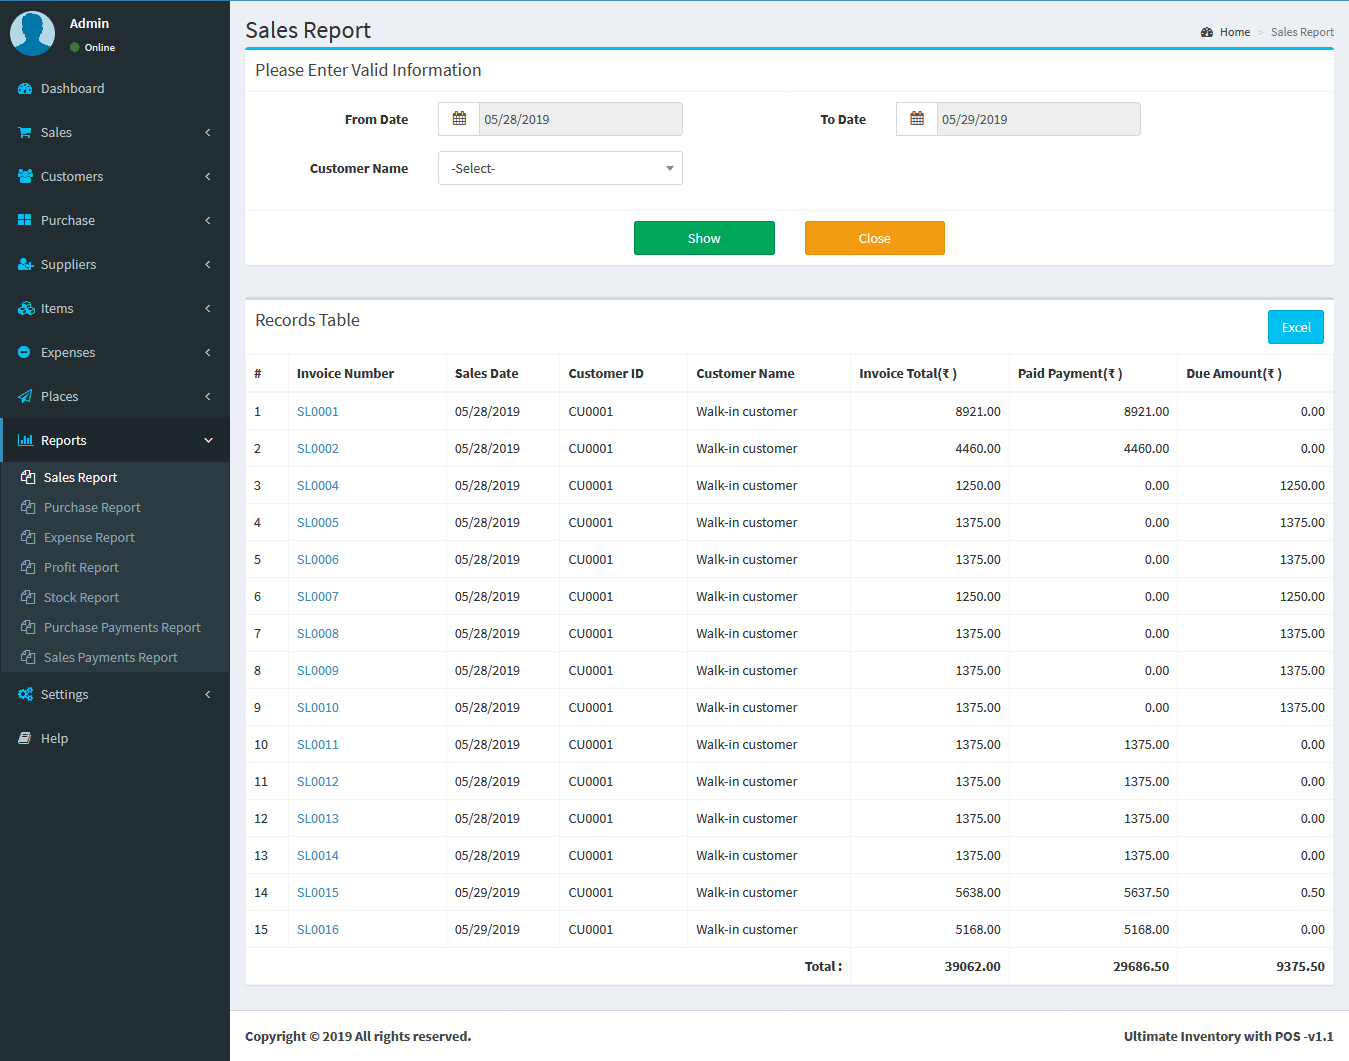 Admin
Online
Dashboard
Sales
Customers
Purchase
Suppliers
Items
Expenses
Places
Reports
Sales Report
Purchase Report
Expense Report
Profit Report
Stock Report
Purchase Payments Report
Sales Payments Report
Settings
Help
Sales Report
Home > Sales Report
Please Enter Valid Information
From Date 05/28/2019 To Date 05/29/2019
Customer Name -Select-
Show Close
Records Table
Excel
# Invoice Number Sales Date Customer ID Customer Name Invoice Total(₹ ) Paid Payment(₹ ) Due Amount(₹ )
1 SL0001 05/28/2019 CU0001 Walk-in customer 8921.00 8921.00 0.00
2 SL0002 05/28/2019 CU0001 Walk-in customer 4460.00 4460.00 0.00
3 SL0004 05/28/2019 CU0001 Walk-in customer 1250.00 0.00 1250.00
4 SL0005 05/28/2019 CU0001 Walk-in customer 1375.00 0.00 1375.00
5 SL0006 05/28/2019 CU0001 Walk-in customer 1375.00 0.00 1375.00
6 SL0007 05/28/2019 CU0001 Walk-in customer 1250.00 0.00 1250.00
7 SL0008 05/28/2019 CU0001 Walk-in customer 1375.00 0.00 1375.00
8 SL0009 05/28/2019 CU0001 Walk-in customer 1375.00 0.00 1375.00
9 SL0010 05/28/2019 CU0001 Walk-in customer 1375.00 0.00 1375.00
10 SL0011 05/28/2019 CU0001 Walk-in customer 1375.00 1375.00 0.00
11 SL0012 05/28/2019 CU0001 Walk-in customer 1375.00 1375.00 0.00
12 SL0013 05/28/2019 CU0001 Walk-in customer 1375.00 1375.00 0.00
13 SL0014 05/28/2019 CU0001 Walk-in customer 1375.00 1375.00 0.00
14 SL0015 05/29/2019 CU0001 Walk-in customer 5638.00 5637.50 0.50
15 SL0016 05/29/2019 CU0001 Walk-in customer 5168.00 5168.00 0.00
Total : 39062.00 29686.50 9375.50
Copyright © 2019 All rights reserved.
Ultimate Inventory with POS -v1.1